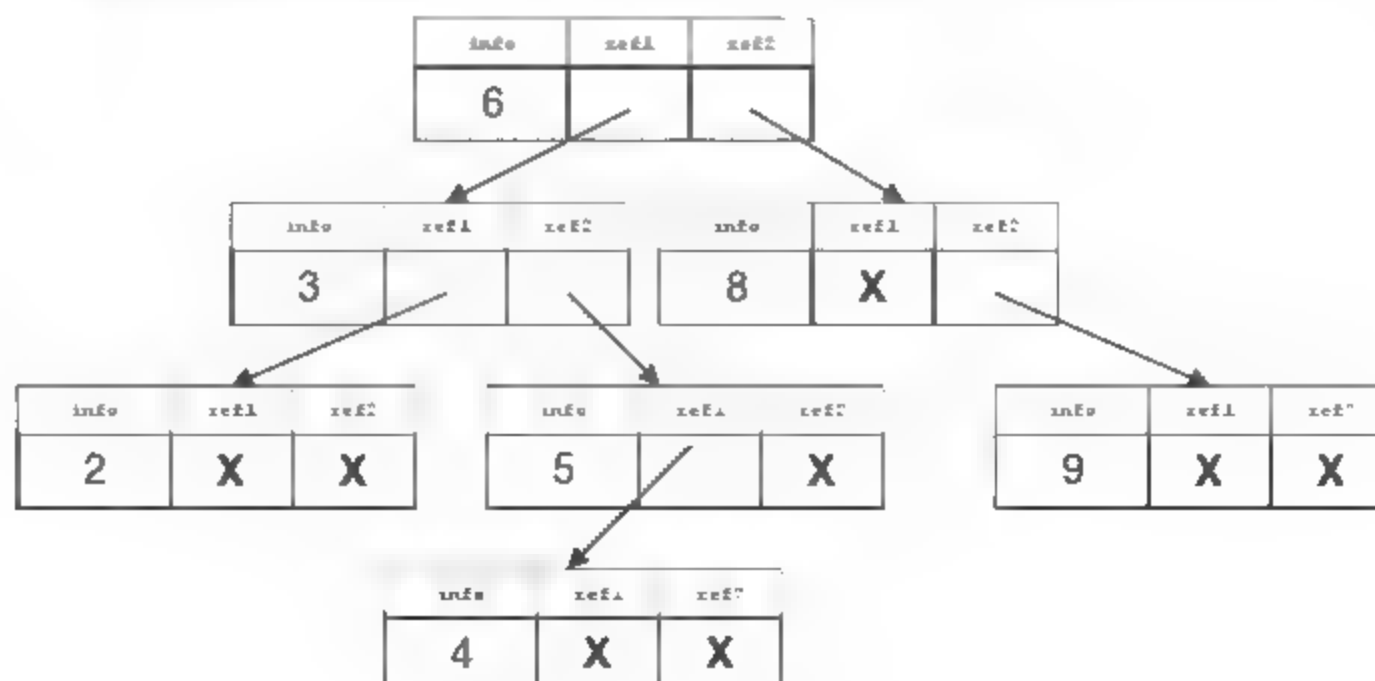 info ref1 ref2
6
info ref1 ref2 info ref1 ref2
3 8 X
info ref1 ref2 info ref1 ref2 info ref1 ref2
2 X X 5 X 9 X X
info ref1 ref2
4 X X